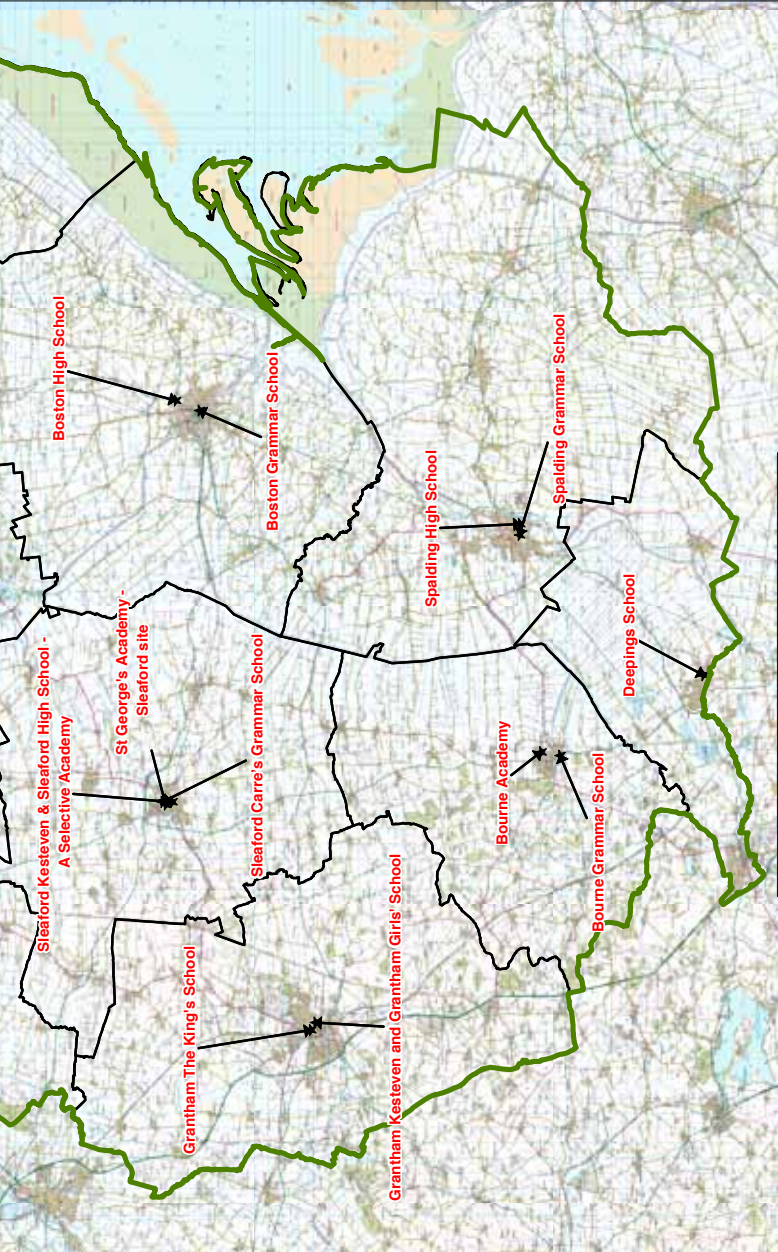 Boston High School
Boston Grammar School
Spalding High School
Spalding Grammar School
Sleaford Kesteven & Sleaford High School -
A Selective Academy
St George's Academy -
Sleaford site
Sleaford Carre's Grammar School
Deepings School
Bourne Academy
Bourne Grammar School
Grantham The King's School
Grantham Kesteven and Grantham Girls' School